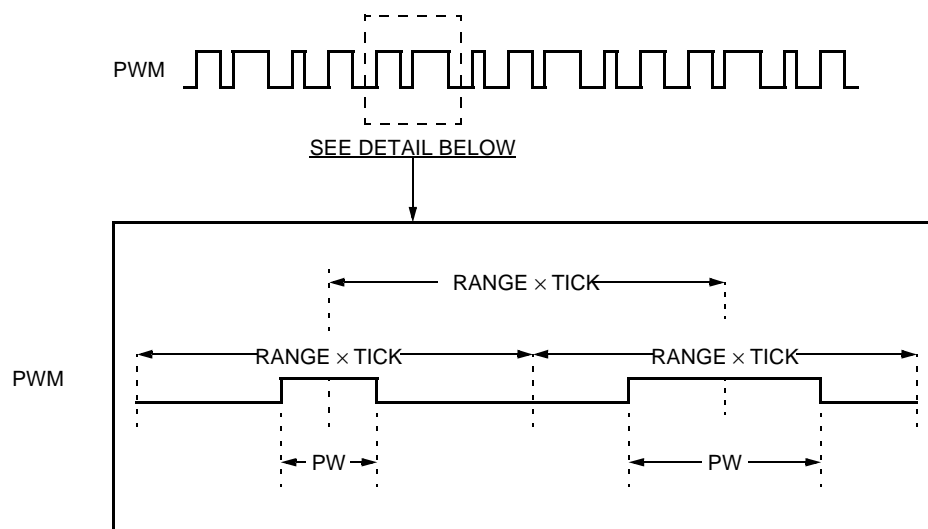 PWM
SEE DETAIL BELOW
RANGE × TICK
RANGE × TICK RANGE × TICK
PWM
PW PW